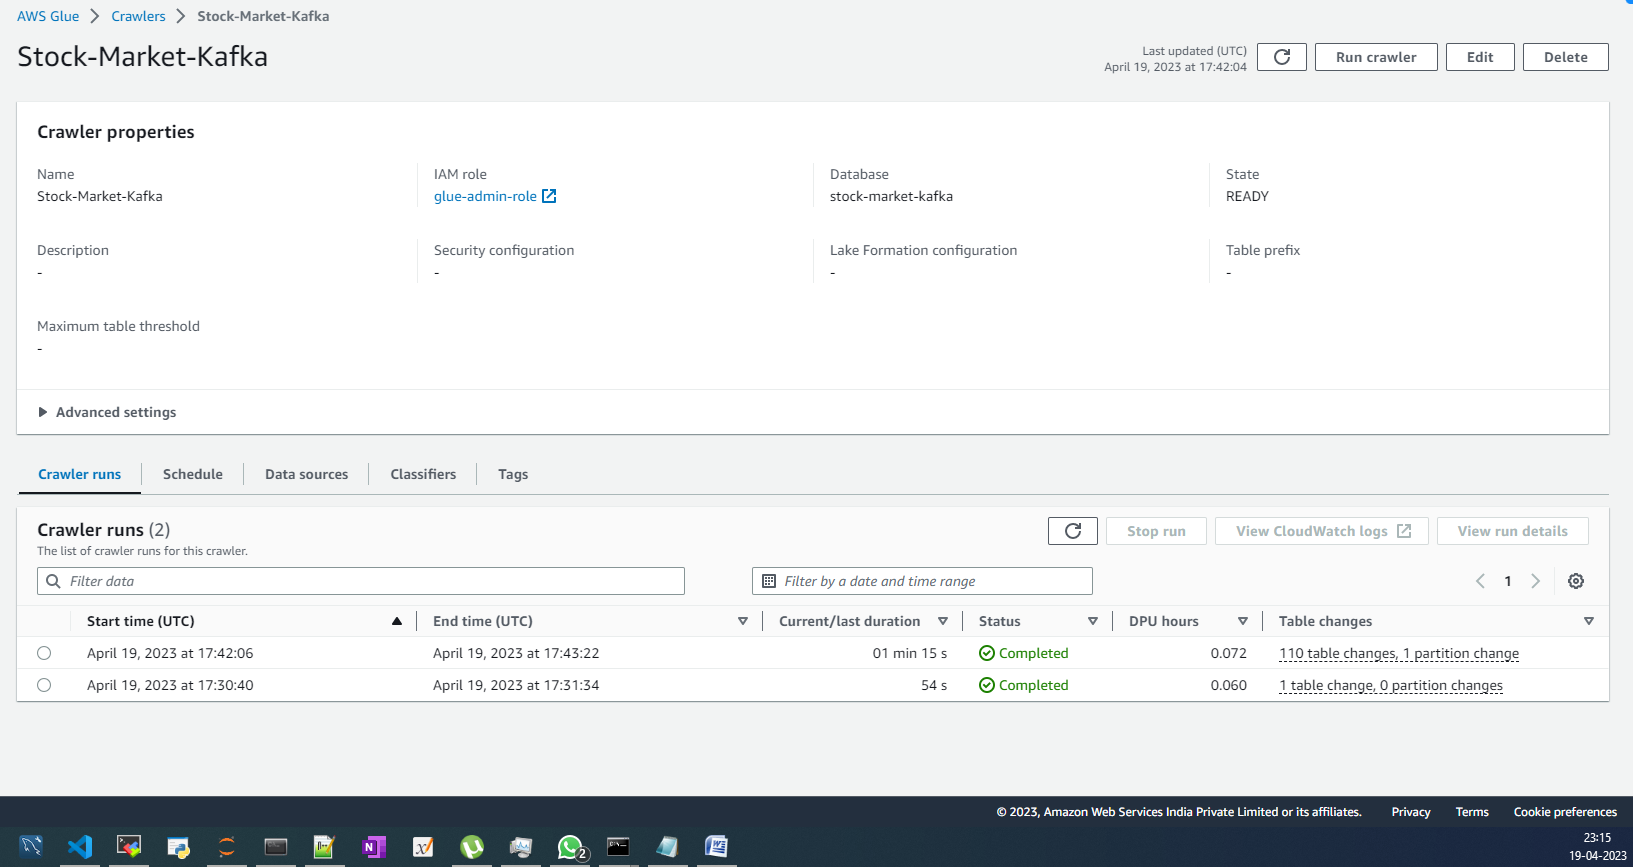 AWS Glue > Crawlers > Stock-Market-Kafka
Stock-Market-Kafka
Last updated (UTC)
April 19, 2023 at 17:42:04
Run crawler
Edit
Delete
Crawler properties
Name
Stock-Market-Kafka
IAM role
glue-admin-role
Database
stock-market-kafka
State
READY
Description
-
Security configuration
-
Lake Formation configuration
-
Table prefix
-
Maximum table threshold
-
Advanced settings
Crawler runs
Schedule
Data sources
Classifiers
Tags
Crawler runs (2)
The list of crawler runs for this crawler.
Stop run
View CloudWatch logs
View run details
Filter data
Filter by a date and time range
1
Start time (UTC) End time (UTC) Current/last duration Status DPU hours Table changes
April 19, 2023 at 17:42:06 April 19, 2023 at 17:43:22 01 min 15 s Completed 0.072 110 table changes, 1 partition change
April 19, 2023 at 17:30:40 April 19, 2023 at 17:31:34 54 s Completed 0.060 1 table change, 0 partition changes
© 2023, Amazon Web Services India Private Limited or its affiliates. Privacy Terms Cookie preferences
2
23:15
19-04-2023